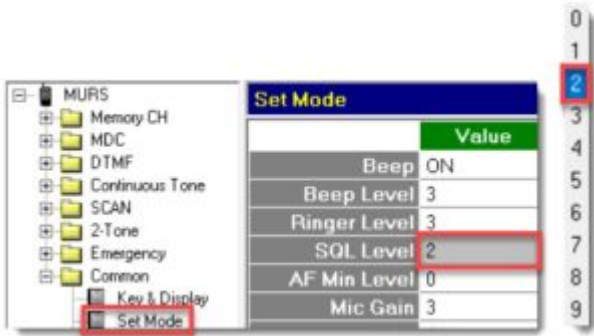 MURS
Memory CH
MDC
DTMF
Continuous Tone
SCAN
2-Tone
Emergency
Common
Key & Display
Set Mode
Set Mode
Value
Beep ON
Beep Level 3
Ringer Level 3
SQL Level 2
AF Min Level 0
Mic Gain 3
0
1
2
3
4
5
6
7
8
9